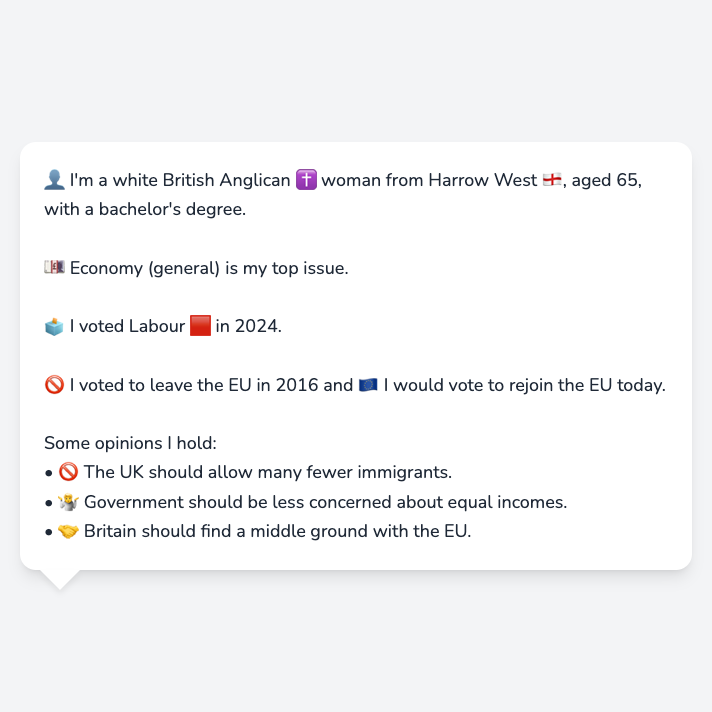 👤 I'm a white British Anglican ✝️ woman from Harrow West 🏴󠁧󠁢󠁥󠁮󠁧󠁿, aged 65,
with a bachelor's degree.
💷 Economy (general) is my top issue.
🗳️ I voted Labour 🟥 in 2024.
🚫 I voted to leave the EU in 2016 and 🇪🇺 I would vote to rejoin the EU today.
Some opinions I hold:
• 🚫 The UK should allow many fewer immigrants.
• 🤷 Government should be less concerned about equal incomes.
• 🤝 Britain should find a middle ground with the EU.